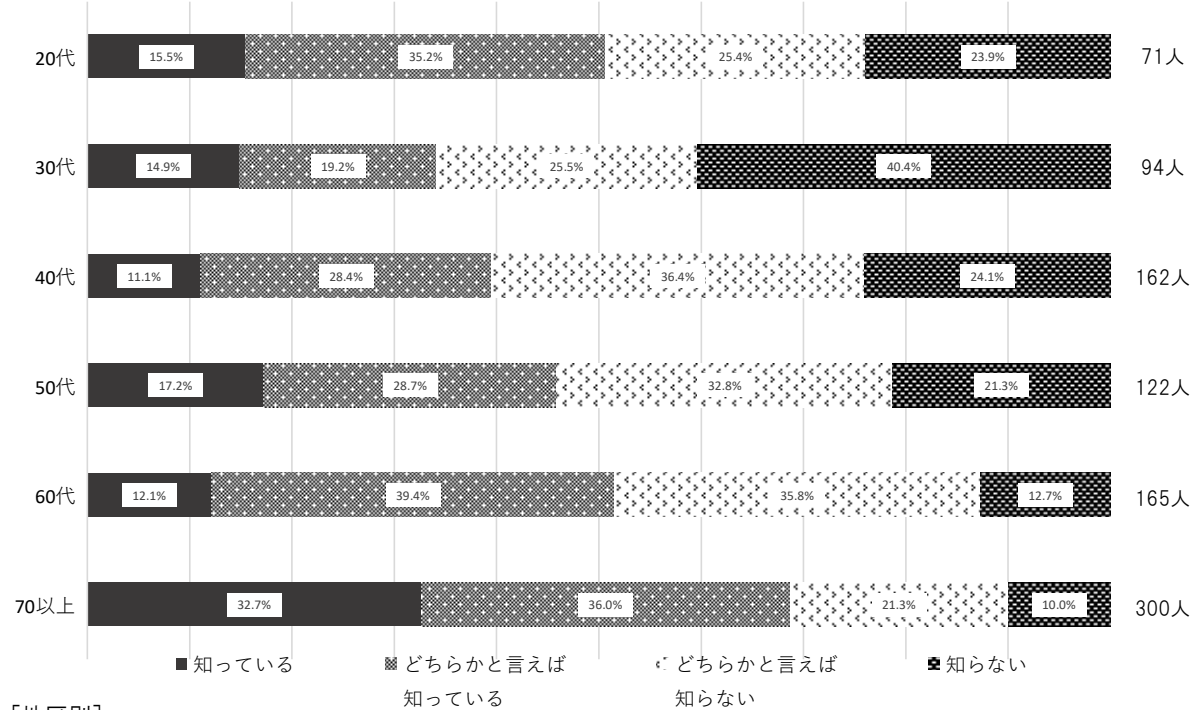 20代 15.5% 35.2% 25.4% 23.9% 71人
30代 14.9% 19.2% 25.5% 40.4% 94人
40代 11.1% 28.4% 36.4% 24.1% 162人
50代 17.2% 28.7% 32.8% 21.3% 122人
60代 12.1% 39.4% 35.8% 12.7% 165人
70以上 32.7% 36.0% 21.3% 10.0% 300人
知っている どちらかと言えば どちらかと言えば 知らない
知っている 知らない